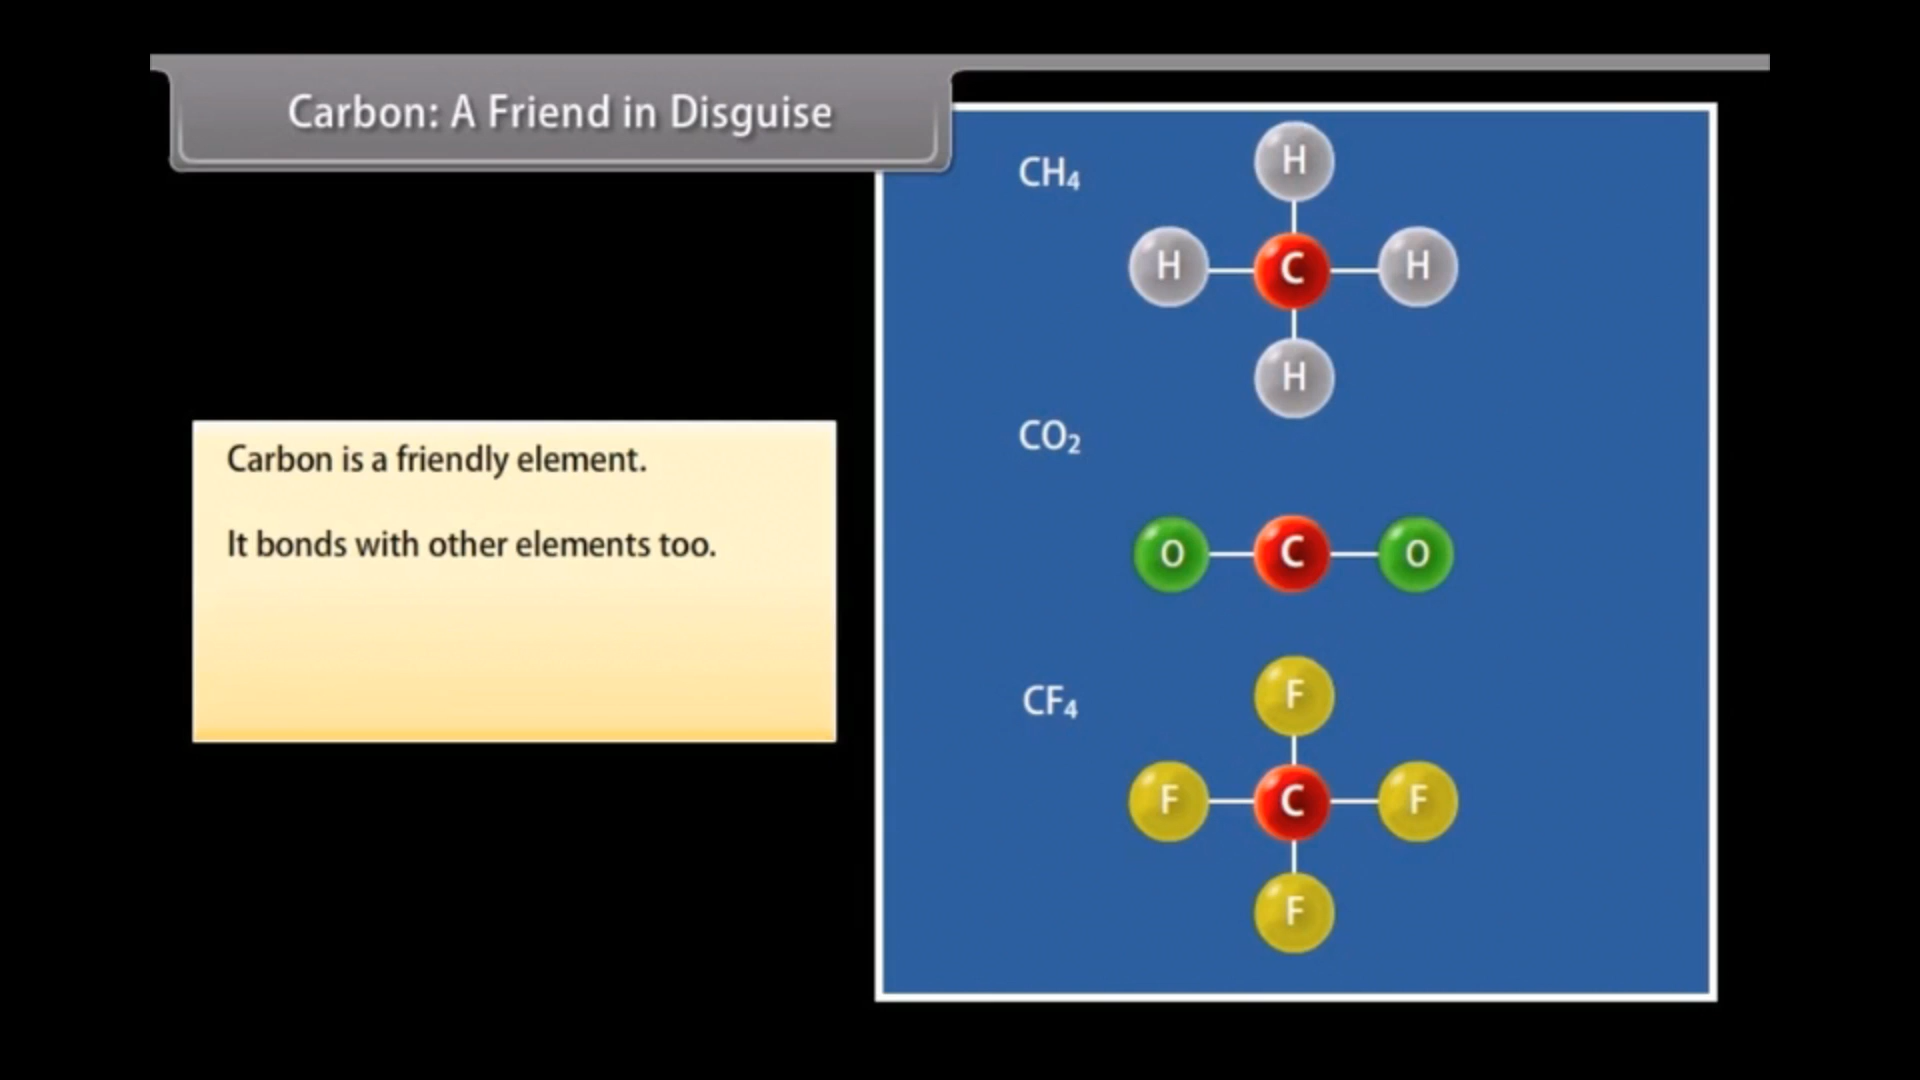 Carbon: A Friend in Disguise
Carbon is a friendly element.
It bonds with other elements too.
CH₄
H
H C H
H
CO₂
O C O
CF₄
F
F C F
F